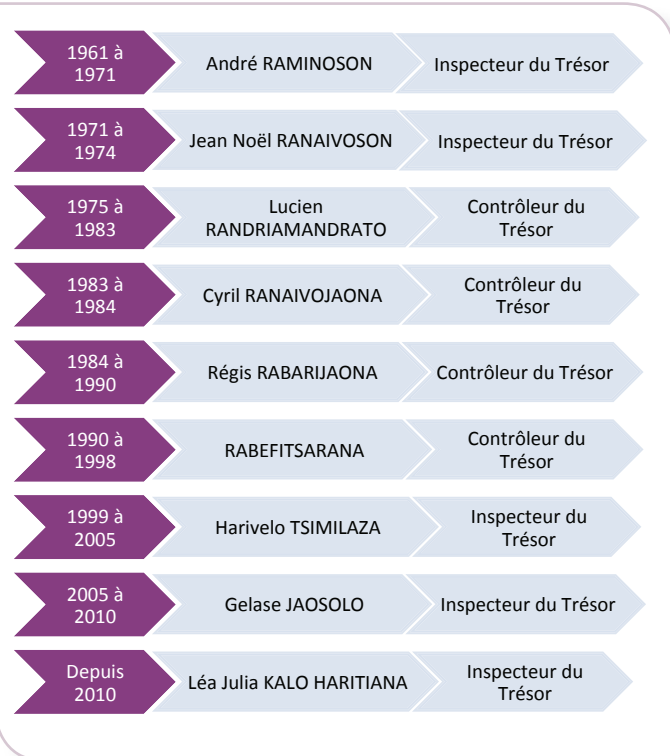 1961 à
1971
André RAMINOSON
Inspecteur du Trésor
1971 à
1974
Jean Noël RANAIVOSON
Inspecteur du Trésor
1975 à
1983
Lucien
RANDRIAMANDRATO
Contrôleur du
Trésor
1983 à
1984
Cyril RANAIVOJAONA
Contrôleur du
Trésor
1984 à
1990
Régis RABARIJAONA
Contrôleur du Trésor
1990 à
1998
RABEFITSARANA
Contrôleur du
Trésor
1999 à
2005
Harivelo TSIMILAZA
Inspecteur du
Trésor
2005 à
2010
Gelase JAOSOLO
Inspecteur du Trésor
Depuis
2010
Léa Julia KALO HARITIANA
Inspecteur du
Trésor